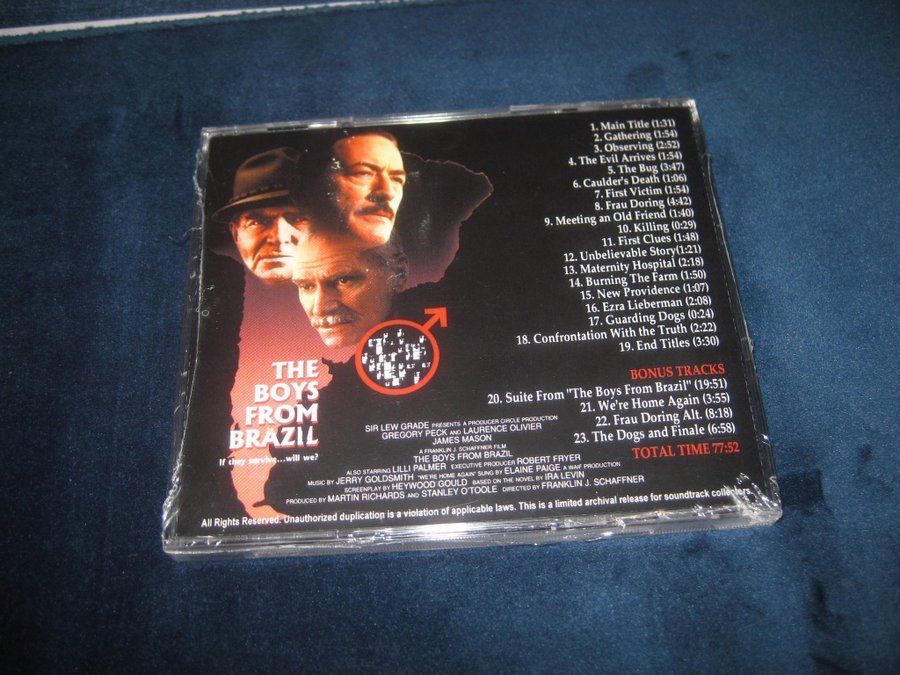 1. Main Title (1:31)
2. Gathering (1:54)
3. Observing (2:52)
4. The Evil Arrives (1:54)
5. The Bug (3:47)
6. Caulder's Death (1:06)
7. First Victim (1:54)
8. Frau Doring (4:42)
9. Meeting an Old Friend (1:40)
10. Killing (0:29)
11. First Clues (1:48)
12. Unbelievable Story(1:21)
13. Maternity Hospital (2:18)
14. Burning The Farm (1:50)
15. New Providence (1:07)
16. Ezra Lieberman (2:08)
17. Guarding Dogs (0:24)
18. Confrontation With the Truth (2:22)
19. End Titles (3:30)
BONUS TRACKS
20. Suite From "The Boys From Brazil" (19:51)
21. We're Home Again (3:55)
22. Frau Doring Alt. (8:18)
23. The Dogs and Finale (6:58)
TOTAL TIME 77:52
THE
BOYS
FROM
BRAZIL
If they survive...will we?
SIR LEW GRADE PRESENTS A PRODUCER CIRCLE PRODUCTION
GREGORY PECK AND LAURENCE OLIVIER
JAMES MASON
A FRANKLIN J. SCHAFFNER FILM
THE BOYS FROM BRAZIL
ALSO STARRING LILLI PALMER EXECUTIVE PRODUCER ROBERT FRYER
MUSIC BY JERRY GOLDSMITH "WE'RE HOME AGAIN" SUNG BY ELAINE PAIGE A WAIF PRODUCTION
SCREENPLAY BY HEYWOOD GOULD BASED ON THE NOVEL BY IRA LEVIN
PRODUCED BY MARTIN RICHARDS AND STANLEY O'TOOLE DIRECTED BY FRANKLIN J. SCHAFFNER
All Rights Reserved. Unauthorized duplication is a violation of applicable laws. This is a limited archival release for soundtrack collectors